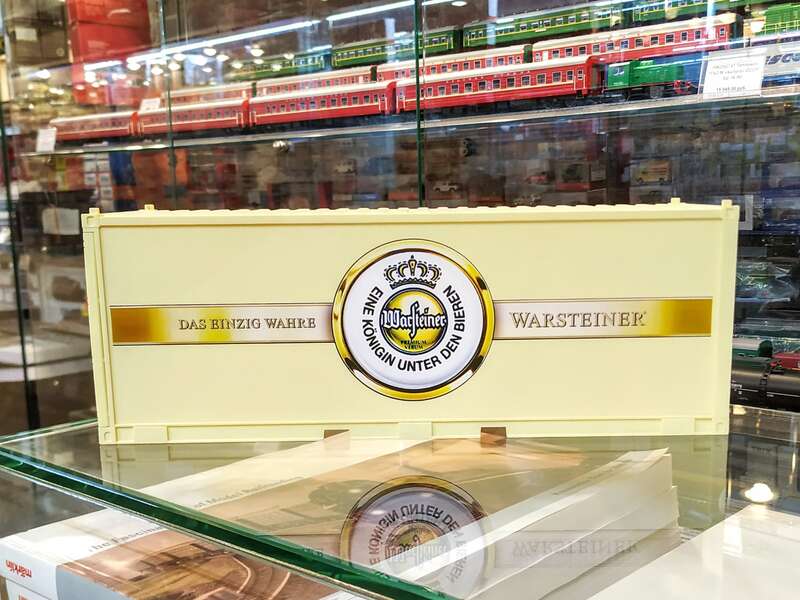 DAS EINZIG WAHRE
EINE KÖNIGIN UNTER DEN BIEREN
Warsteiner
PREMIUM
VERUM
WARSTEINER
märklin